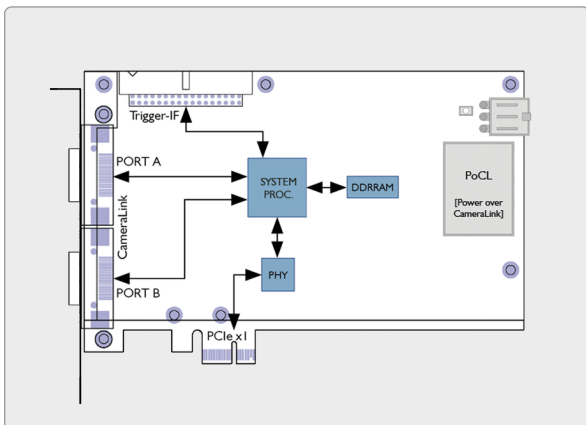 Trigger-IF
PORT A
CameraLink
PORT B
SYSTEM
PROC.
DDRRAM
PHY
PoCL
[Power over
CameraLink]
PCIe x1